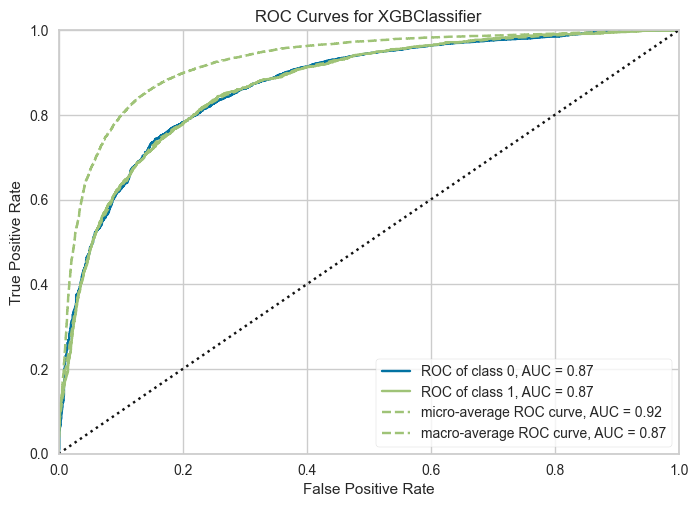 ROC Curves for XGBClassifier
1.0
0.8
0.6
0.4
0.2
0.0
True Positive Rate
0.0 0.2 0.4 0.6 0.8 1.0
False Positive Rate
ROC of class 0, AUC = 0.87
ROC of class 1, AUC = 0.87
micro-average ROC curve, AUC = 0.92
macro-average ROC curve, AUC = 0.87